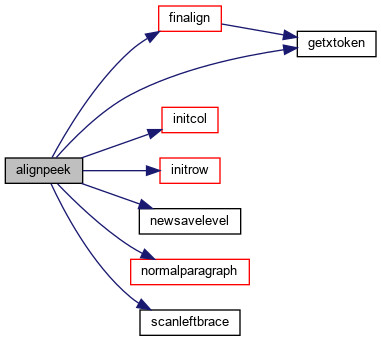 finalign
getxtoken
initcol
alignpeek
initrow
newsavelevel
normalparagraph
scanleftbrace